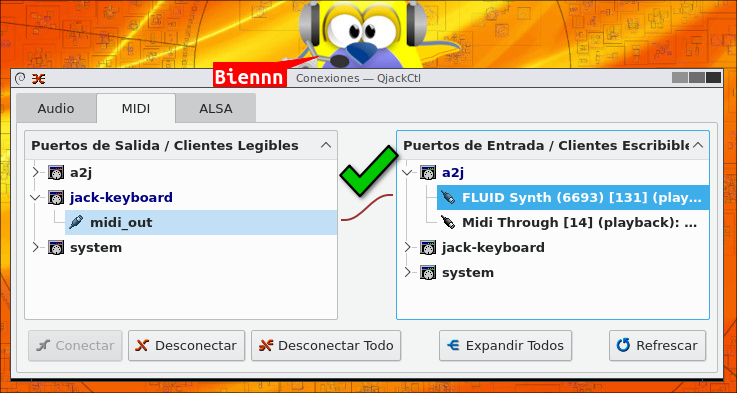 Biennn
Conexiones — QjackCtl
Audio MIDI ALSA
Puertos de Salida / Clientes Legibles
a2j
jack-keyboard
midi_out
system
Puertos de Entrada / Clientes Escribible
a2j
FLUID Synth (6693) [131] (play...
Midi Through [14] (playback): ...
jack-keyboard
system
Conectar Desconectar Desconectar Todo Expandir Todos Refrescar